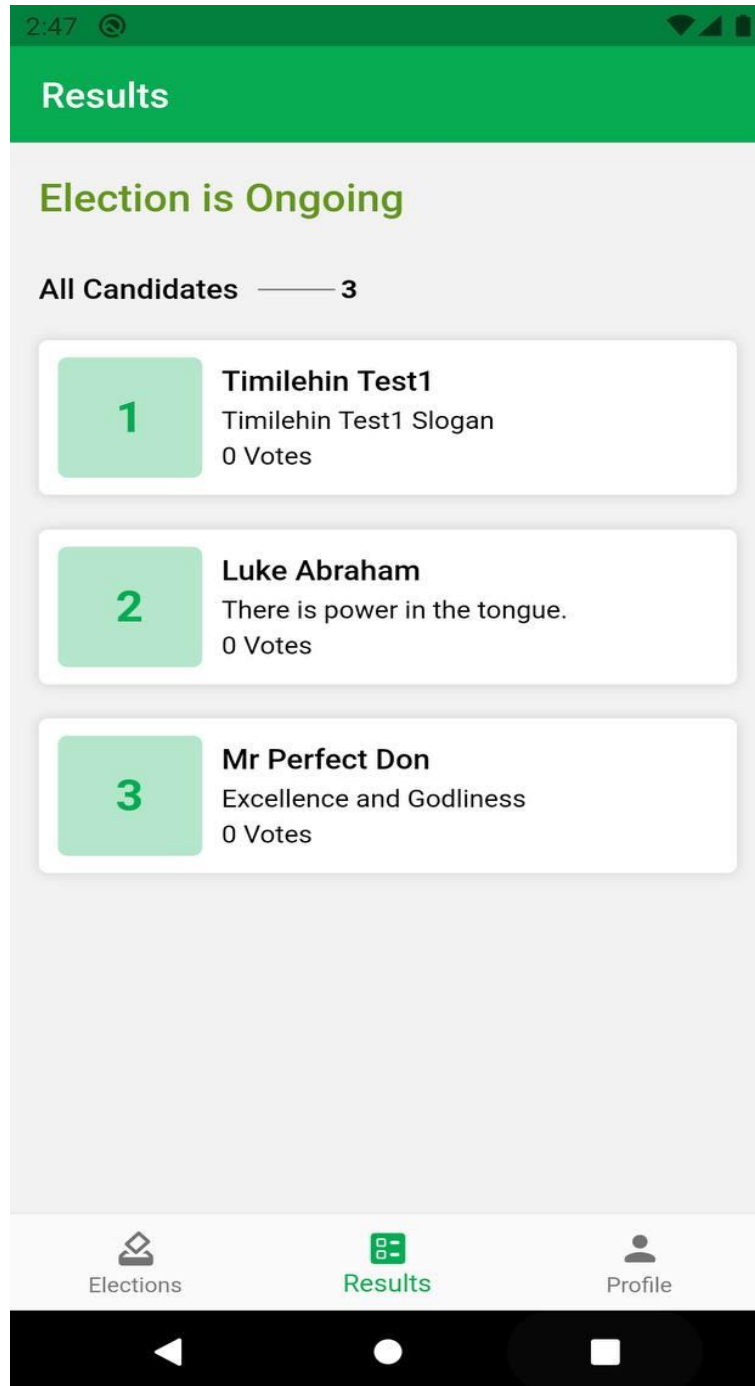 2:47
Results
Election is Ongoing
All Candidates 3
1
Timilehin Test1
Timilehin Test1 Slogan
0 Votes
2
Luke Abraham
There is power in the tongue.
0 Votes
3
Mr Perfect Don
Excellence and Godliness
0 Votes
Elections Results Profile